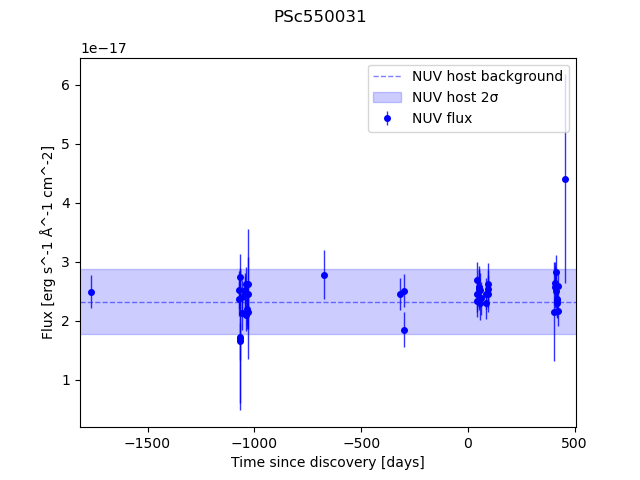 PSc550031
1e−17
NUV host background
NUV host 2σ
NUV flux
6
5
4
3
2
1
Flux [erg s^-1 Å^-1 cm^-2]
−1500
−1000
−500
0
500
Time since discovery [days]